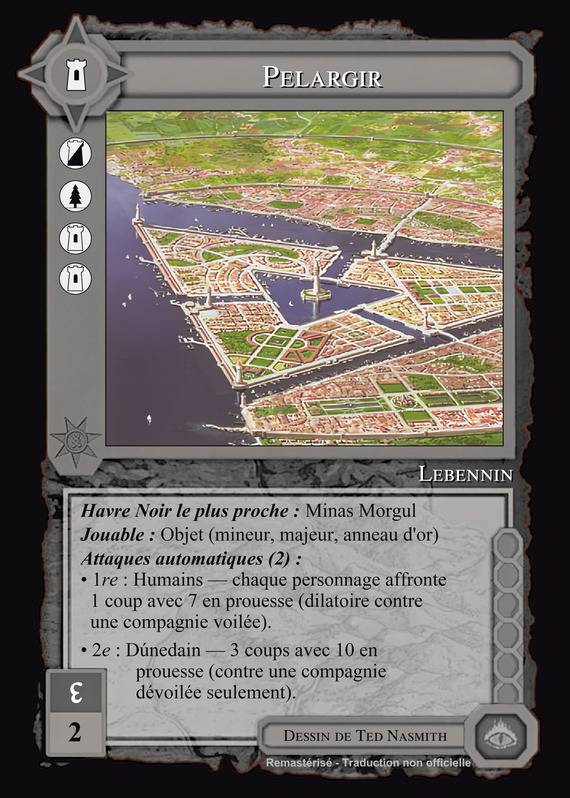 Pelargir
Lebennin
Havre Noir le plus proche : Minas Morgul
Jouable : Objet (mineur, majeur, anneau d'or)
Attaques automatiques (2) :
• 1re : Humains — chaque personnage affronte
1 coup avec 7 en prouesse (dilatoire contre
une compagnie voilée).
• 2e : Dúnedain — 3 coups avec 10 en
prouesse (contre une compagnie
dévoilée seulement).
2
Dessin de Ted Nasmith
Remastérisé - Traduction non officielle